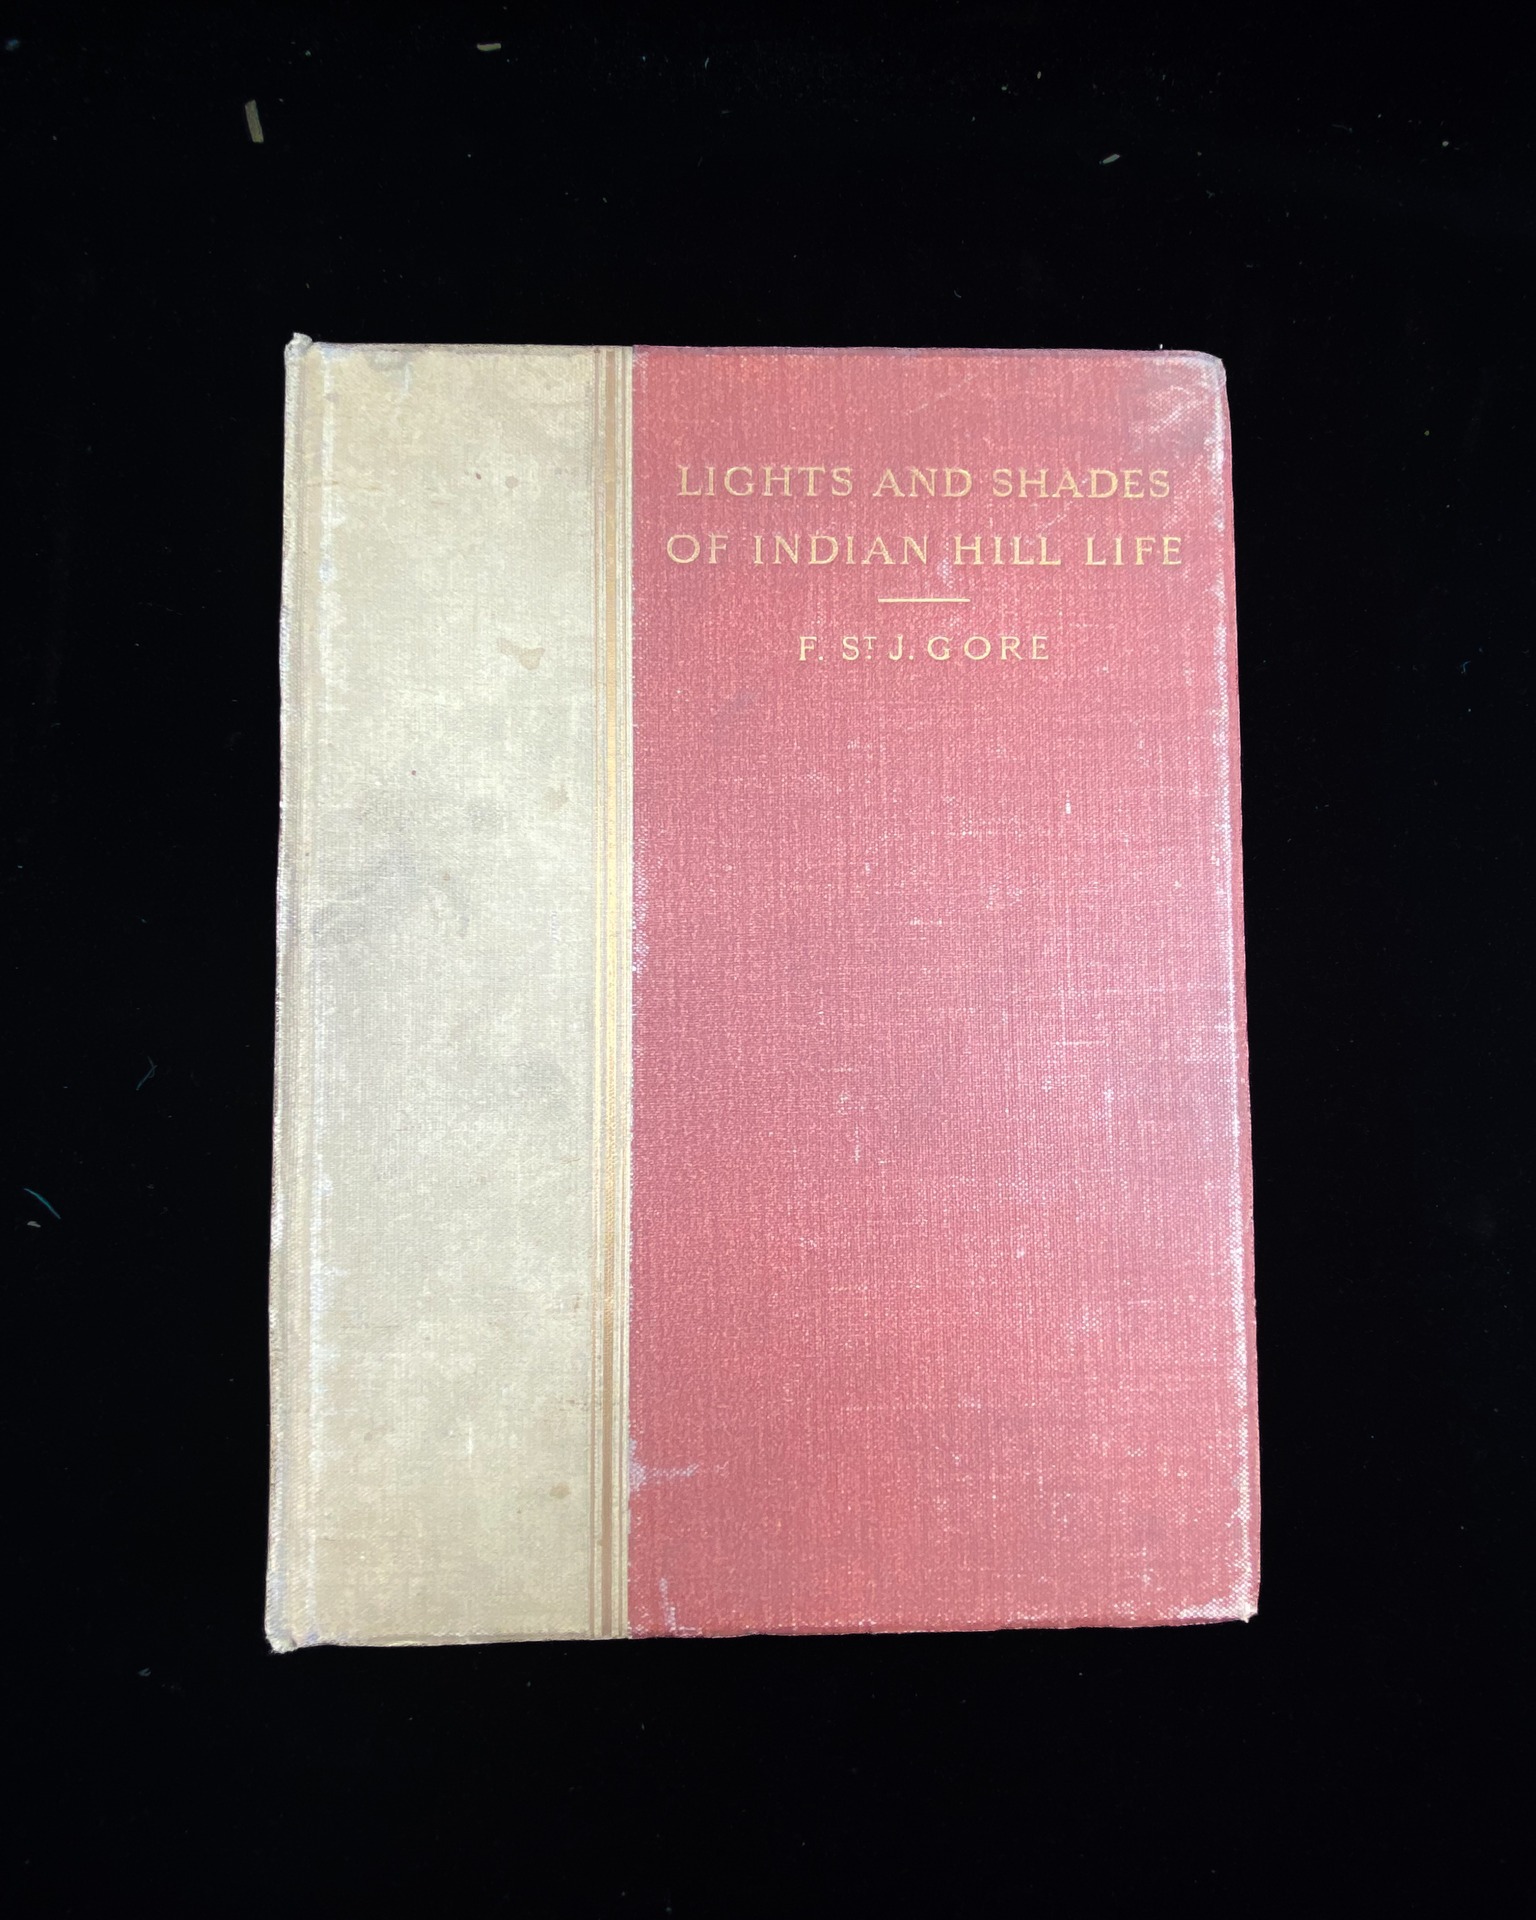 LIGHTS AND SHADES
OF INDIAN HILL LIFE
F. ST J. GORE